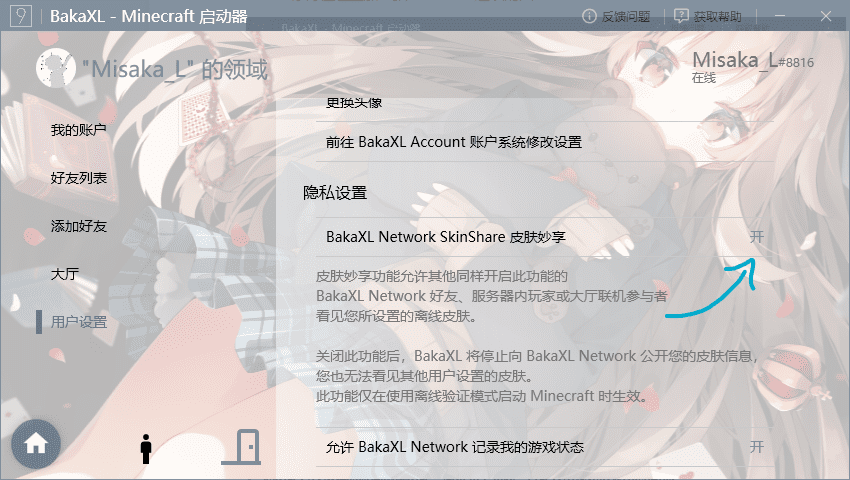 BakaXL - Minecraft 启动器
反馈问题
获取帮助
"Misaka_L" 的领域
Misaka_L#8816
在线
我的账户
好友列表
添加好友
大厅
用户设置
更换头像
前往 BakaXL Account 账户系统修改设置
隐私设置
BakaXL Network SkinShare 皮肤妙享
开
皮肤妙享功能允许其他同样开启此功能的
BakaXL Network 好友、服务器内玩家或大厅联机参与者
看见您所设置的离线皮肤。
关闭此功能后，BakaXL 将停止向 BakaXL Network 公开您的皮肤信息，
您也无法看见其他用户设置的皮肤。
此功能仅在使用离线验证模式启动 Minecraft 时生效。
允许 BakaXL Network 记录我的游戏状态
开